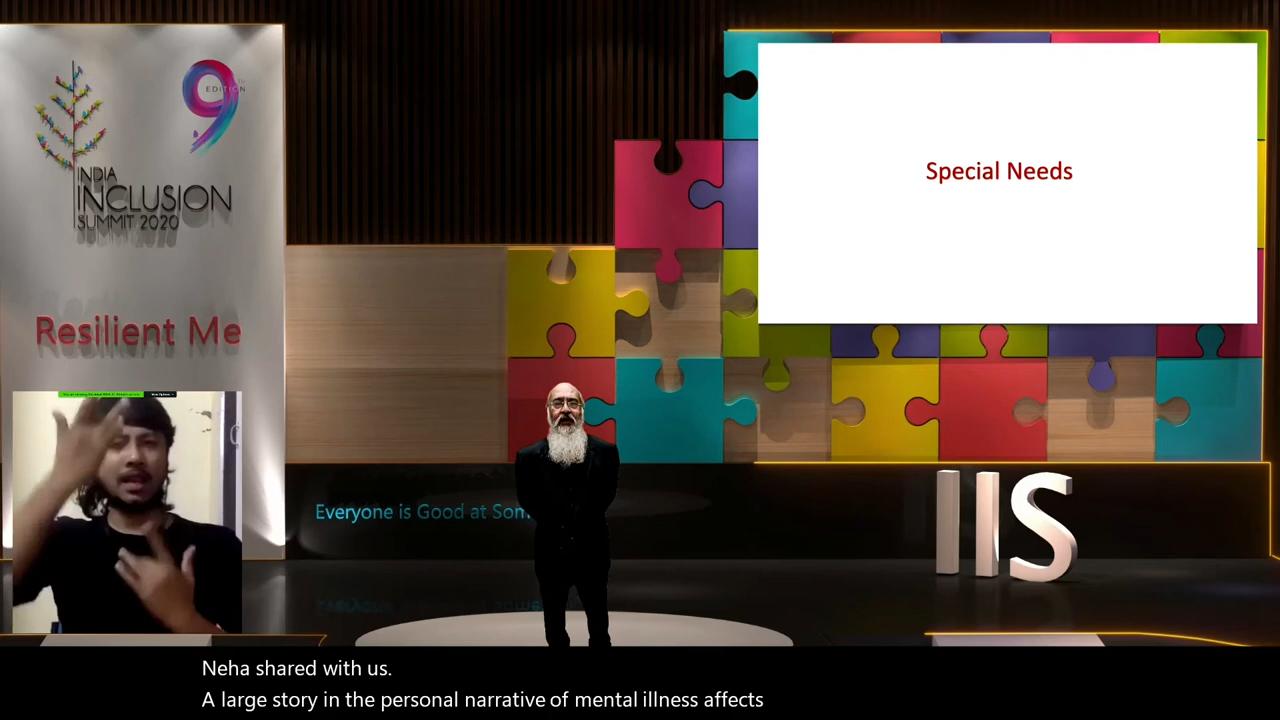 9
EDITION
INDIA
INCLUSION
SUMMIT 2020
Resilient Me
Special Needs
Everyone is Good at Som
IIS
Neha shared with us.
A large story in the personal narrative of mental illness affects